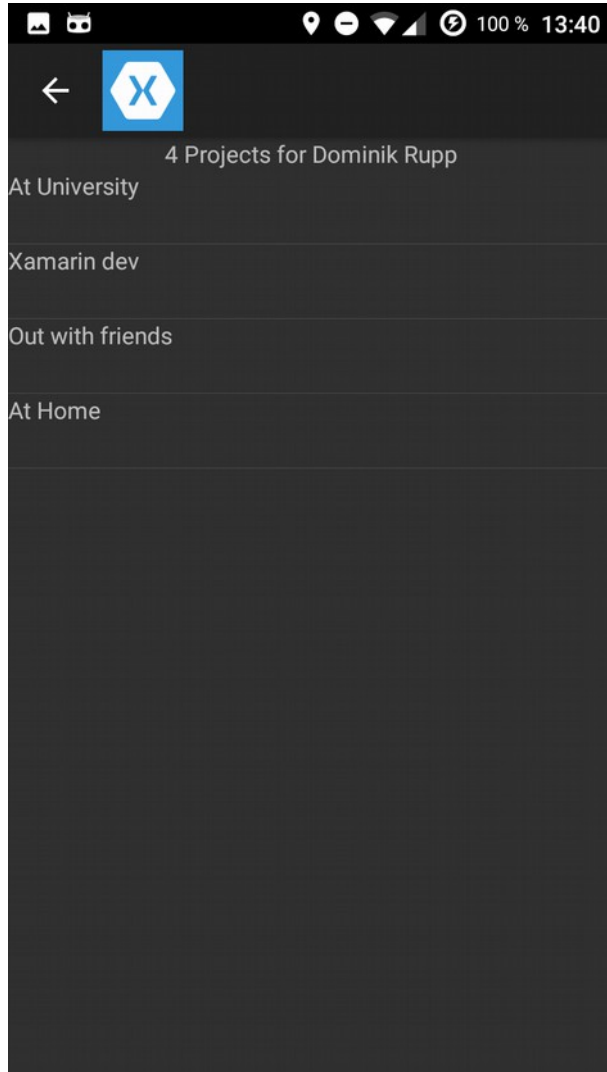 100 % 13:40
X
4 Projects for Dominik Rupp
At University
Xamarin dev
Out with friends
At Home